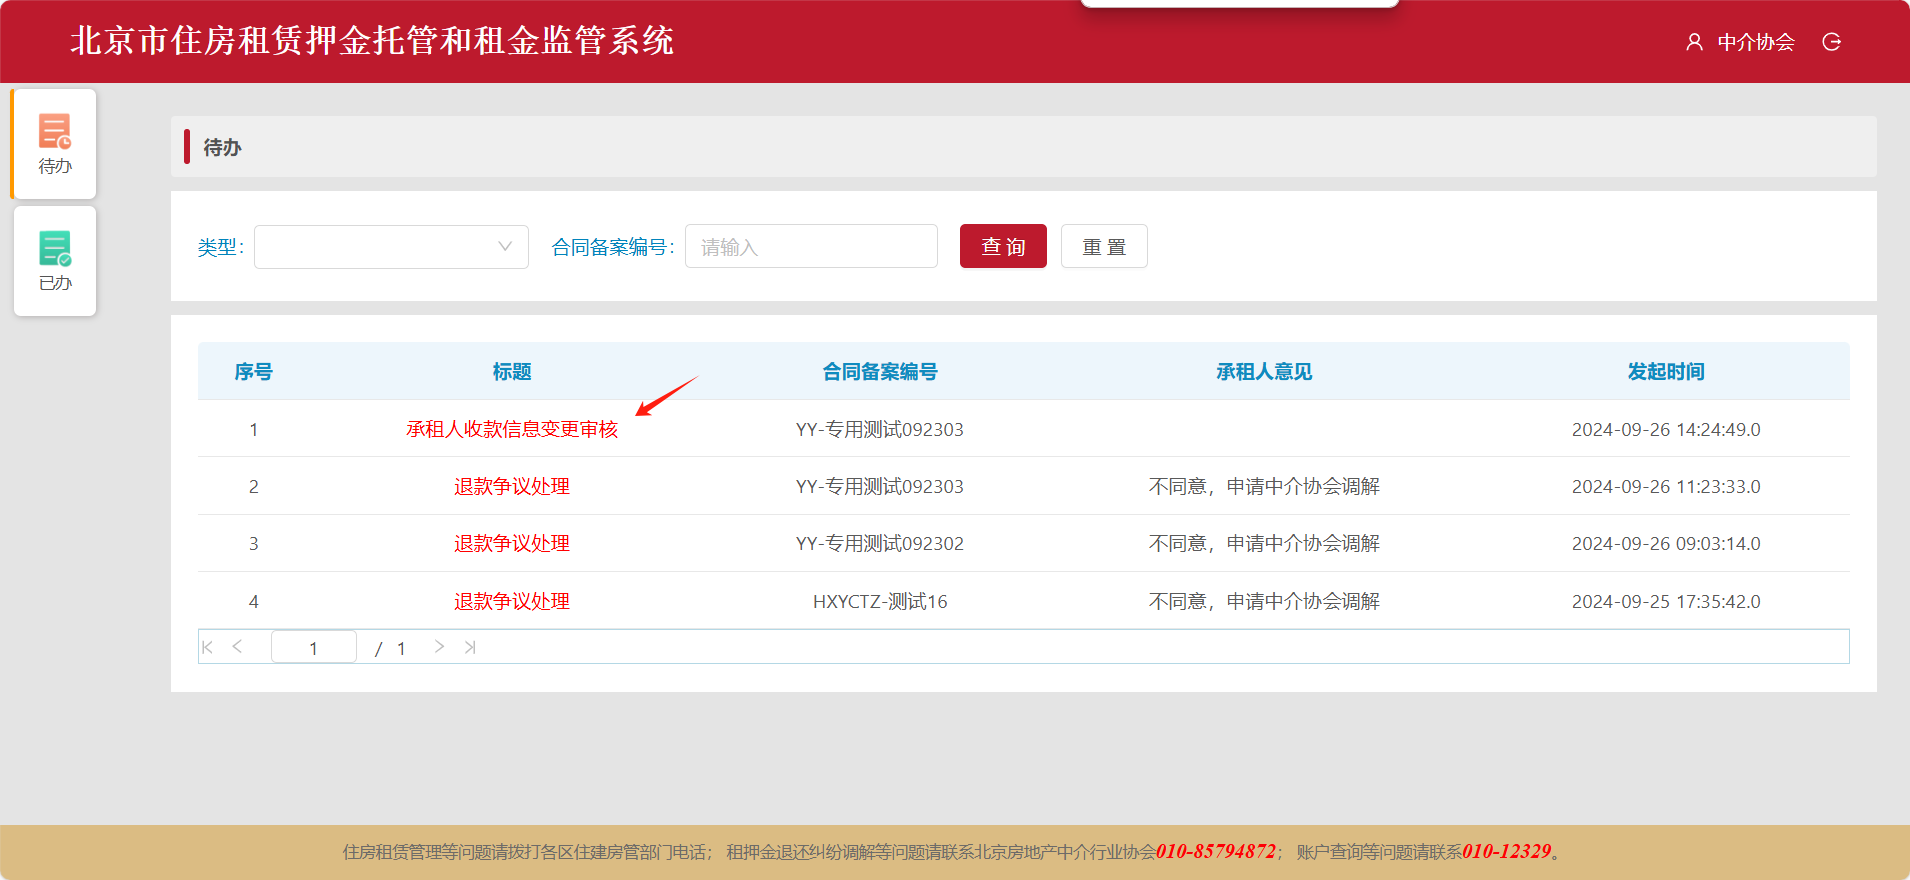 北京市住房租赁押金托管和租金监管系统
中介协会
待办
已办
待办
类型：
合同备案编号：
请输入
查 询
重 置
序号 标题 合同备案编号 承租人意见 发起时间
1 承租人收款信息变更审核 YY-专用测试092303 2024-09-26 14:24:49.0
2 退款争议处理 YY-专用测试092303 不同意，申请中介协会调解 2024-09-26 11:23:33.0
3 退款争议处理 YY-专用测试092302 不同意，申请中介协会调解 2024-09-26 09:03:14.0
4 退款争议处理 HXYCTZ-测试16 不同意，申请中介协会调解 2024-09-25 17:35:42.0
1 / 1
住房租赁管理等问题请拨打各区住建房管部门电话； 租押金退还纠纷调解等问题请联系北京房地产中介行业协会010-85794872； 账户查询等问题请联系010-12329。